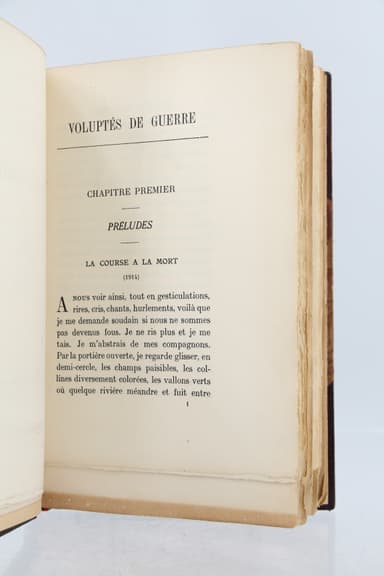 VOLUPTÉS DE GUERRE
CHAPITRE PREMIER
PRÉLUDES
LA COURSE A LA MORT
(1914)
A NOUS voir ainsi, tout en gesticulations,
rires, cris, chants, hurlements, voilà que
je me demande soudain si nous ne sommes
pas devenus fous. Je ne ris plus et je me
tais. Je m'abstrais de mes compagnons.
Par la portière ouverte, je regarde glisser, en
demi-cercle, les champs paisibles, les col-
lines diversement colorées, les vallons verts
où quelque rivière méandre et fuit entre
1